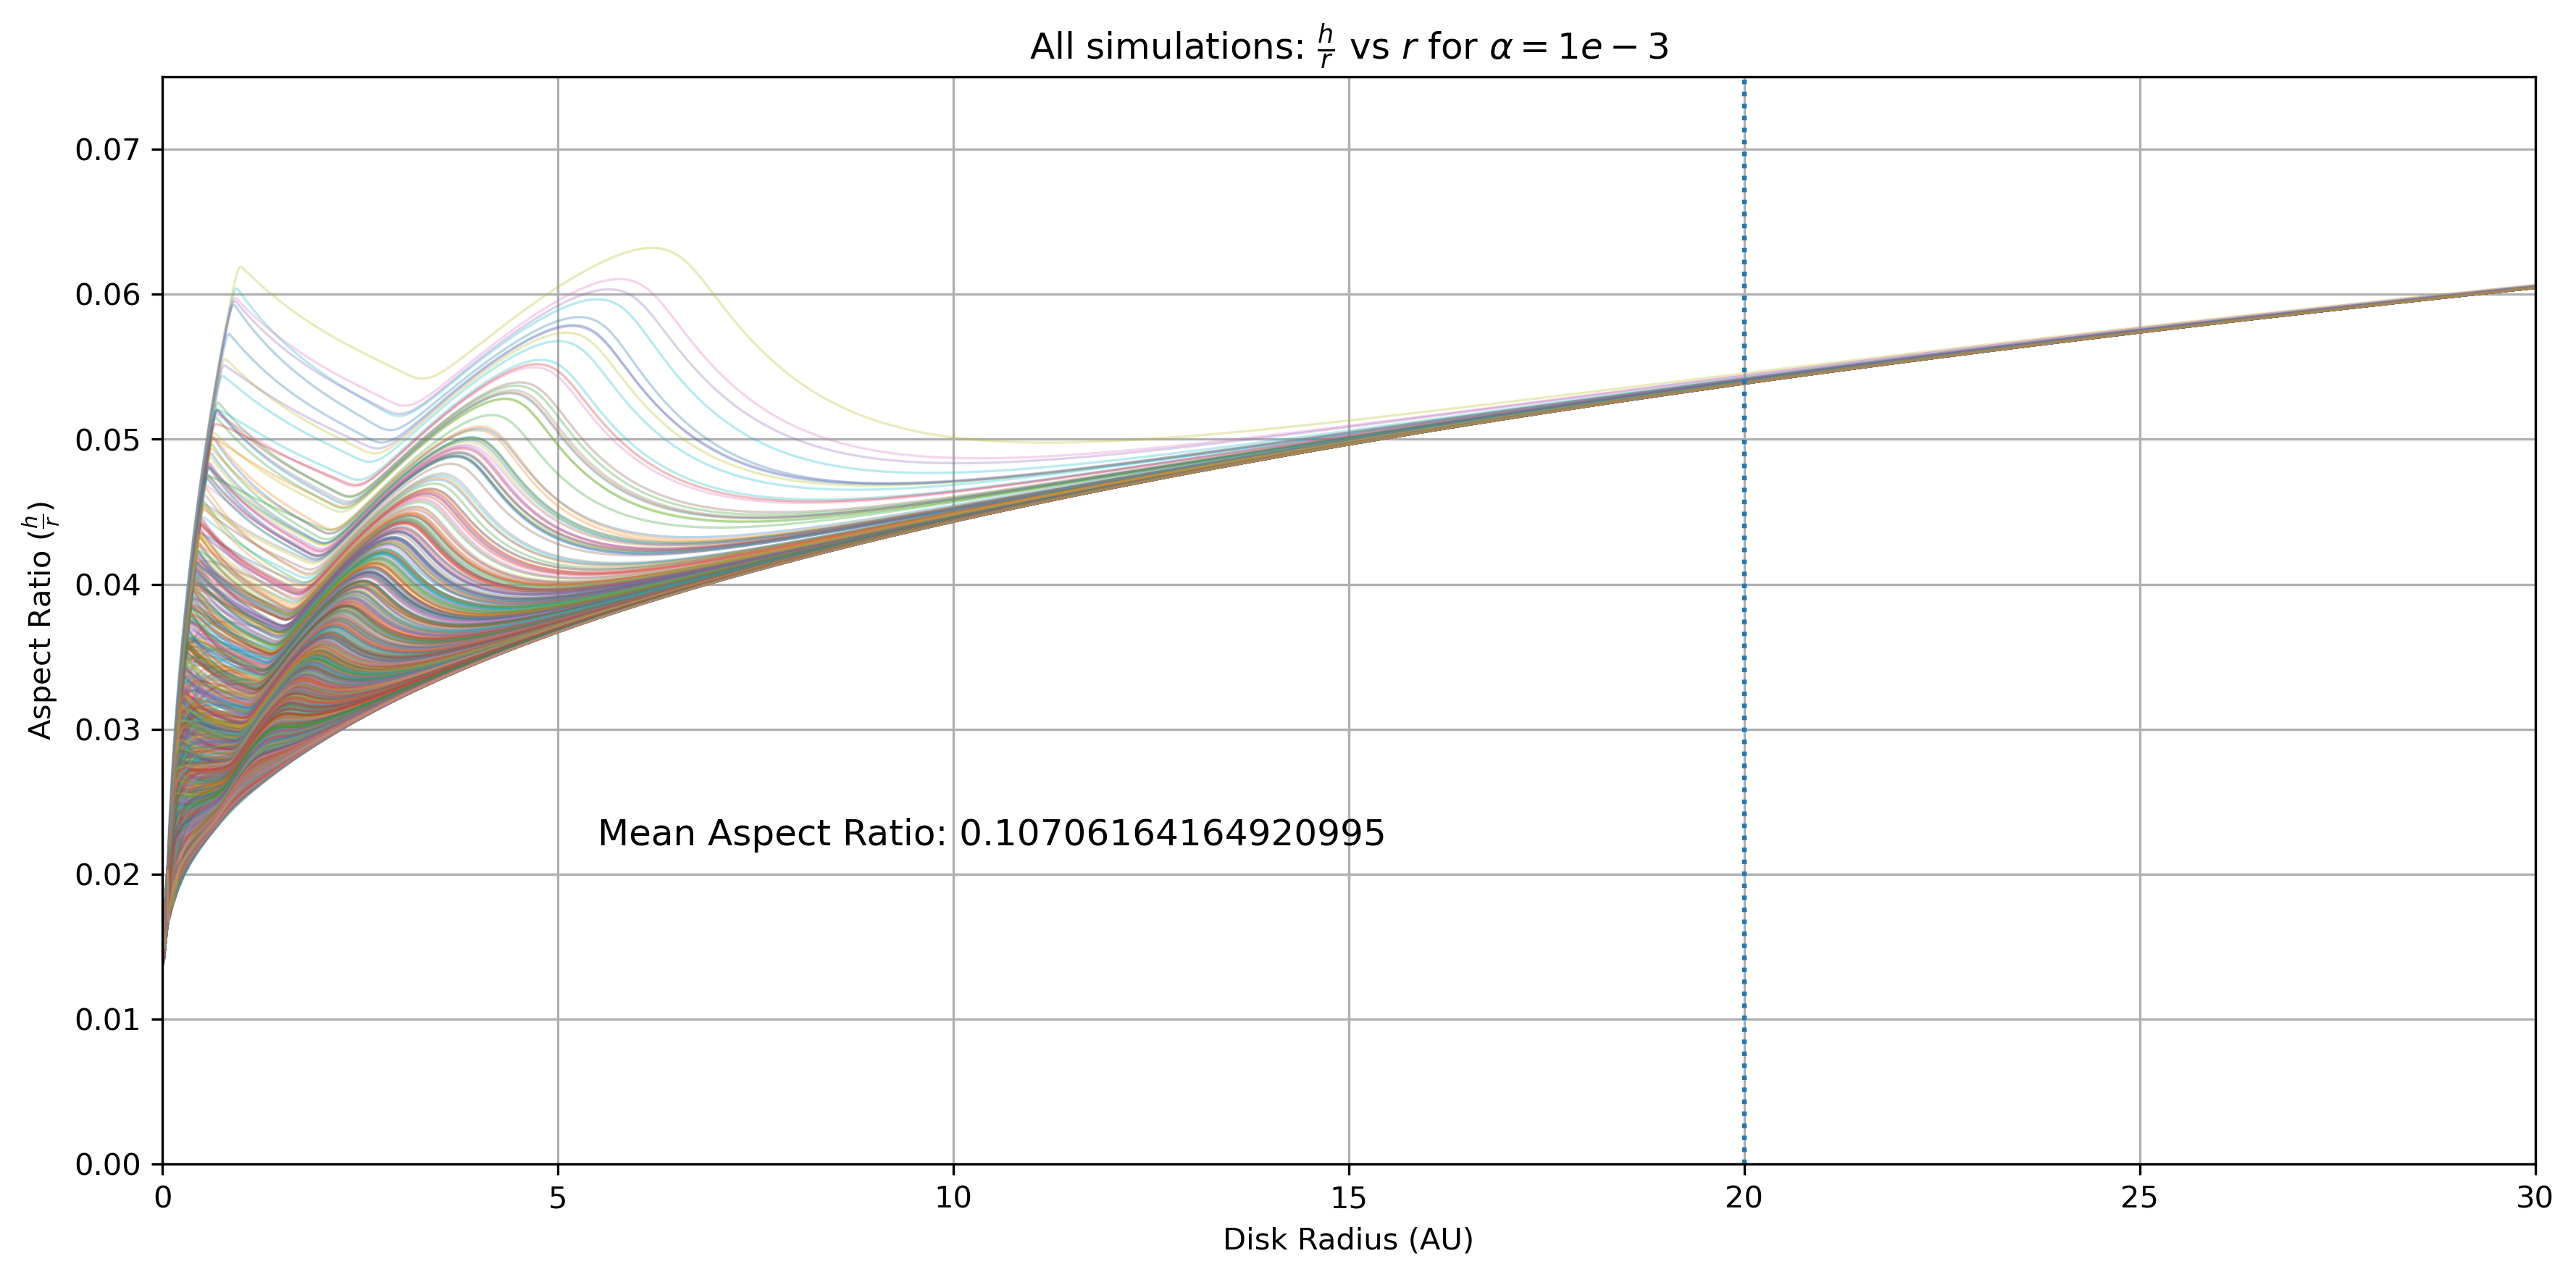 All simulations: h/r vs r for α = 1e − 3
Aspect Ratio (h/r)
0.07
0.06
0.05
0.04
0.03
0.02
0.01
0.00
Mean Aspect Ratio: 0.10706164164920995
0 5 10 15 20 25 30
Disk Radius (AU)